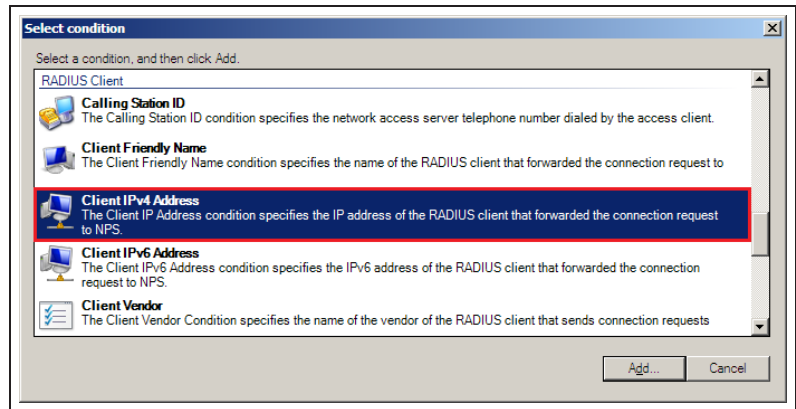 Select condition
Select a condition, and then click Add.
RADIUS Client
Calling Station ID
The Calling Station ID condition specifies the network access server telephone number dialed by the access client.
Client Friendly Name
The Client Friendly Name condition specifies the name of the RADIUS client that forwarded the connection request to
Client IPv4 Address
The Client IP Address condition specifies the IP address of the RADIUS client that forwarded the connection request
to NPS.
Client IPv6 Address
The Client IPv6 Address condition specifies the IPv6 address of the RADIUS client that forwarded the connection
request to NPS.
Client Vendor
The Client Vendor Condition specifies the name of the vendor of the RADIUS client that sends connection requests
Add... Cancel